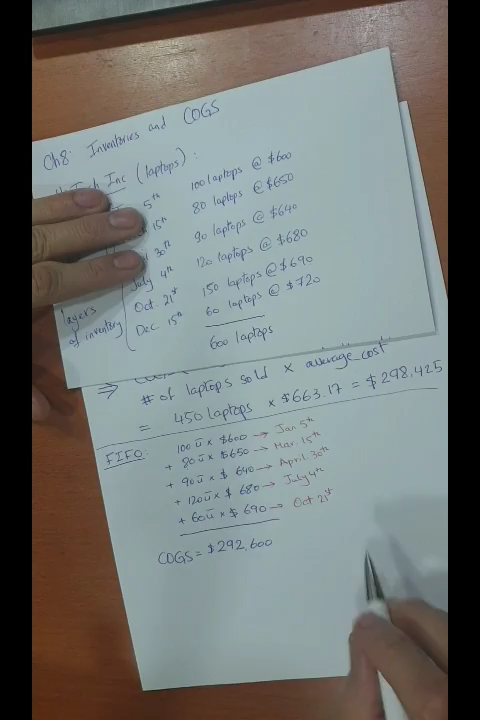 Ch8: Inventories and COGS
Inc (laptops):
5th 100 laptops @ $600
15th 80 laptops @ $650
30th 90 laptops @ $640
July 4th 120 laptops @ $680
Oct. 21st 150 laptops @ $690
Dec 15th 60 laptops @ $720
layers of inventory
600 laptops
# of laptops sold × average cost
= 450 laptops × $663.17 = $298,425
FIFO:
100 u × $600 → Jan 5th
+ 80 u × $650 → Mar. 15th
+ 90 u × $640 → April. 30th
+ 120 u × $680 → July 4th
+ 60 u × $690 → Oct 21st
COGS = $292,600